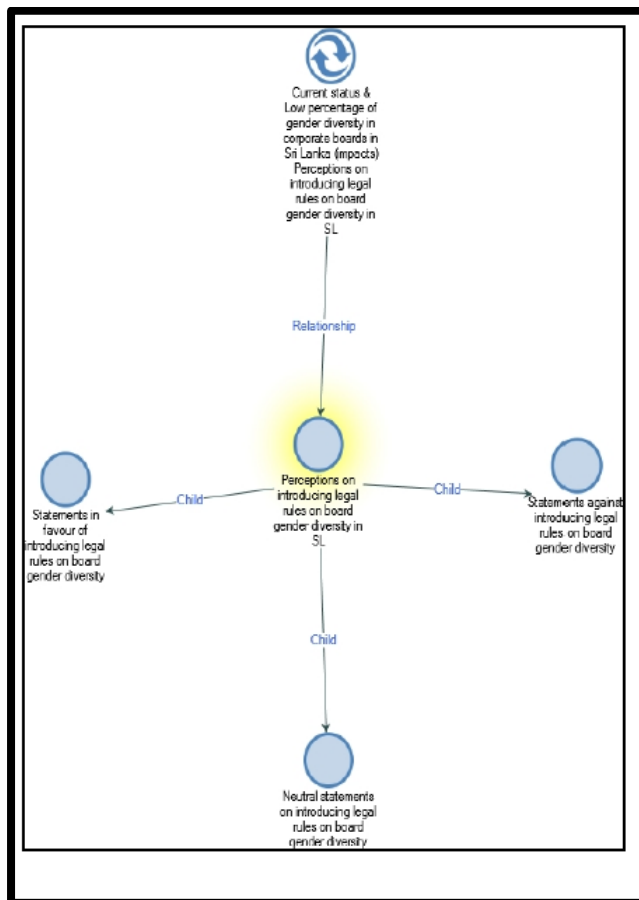 Current status &
Low percentage of
gender diversity in
corporate boards in
Sri Lanka (impacts)
Perceptions on
introducing legal
rules on board
gender diversity in
SL
Relationship
Perceptions on
introducing legal
rules on board
gender diversity in
SL
Child
Child
Statements in
favour of
introducing legal
rules on board
gender diversity
Statements against
introducing legal
rules on board
gender diversity
Child
Neutral statements
on introducing legal
rules on board
gender diversity